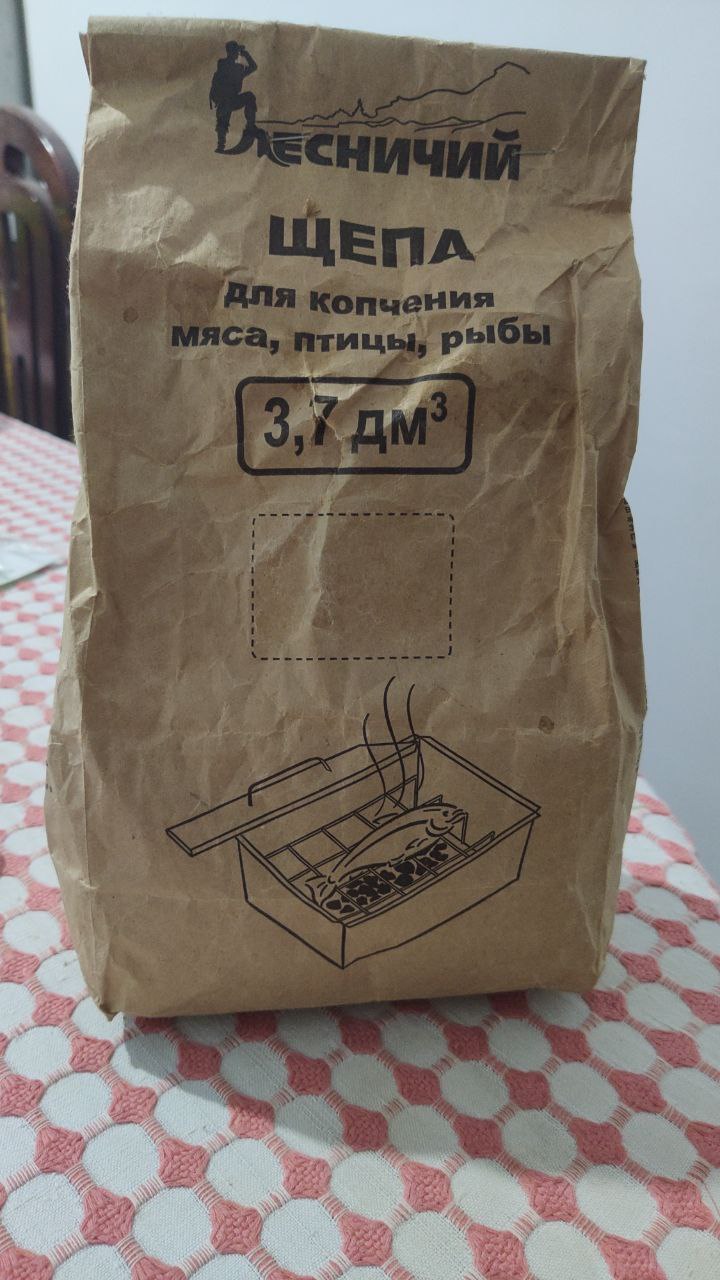 Лесничий
ЩЕПА
для копчения
мяса, птицы, рыбы
3,7 дм³